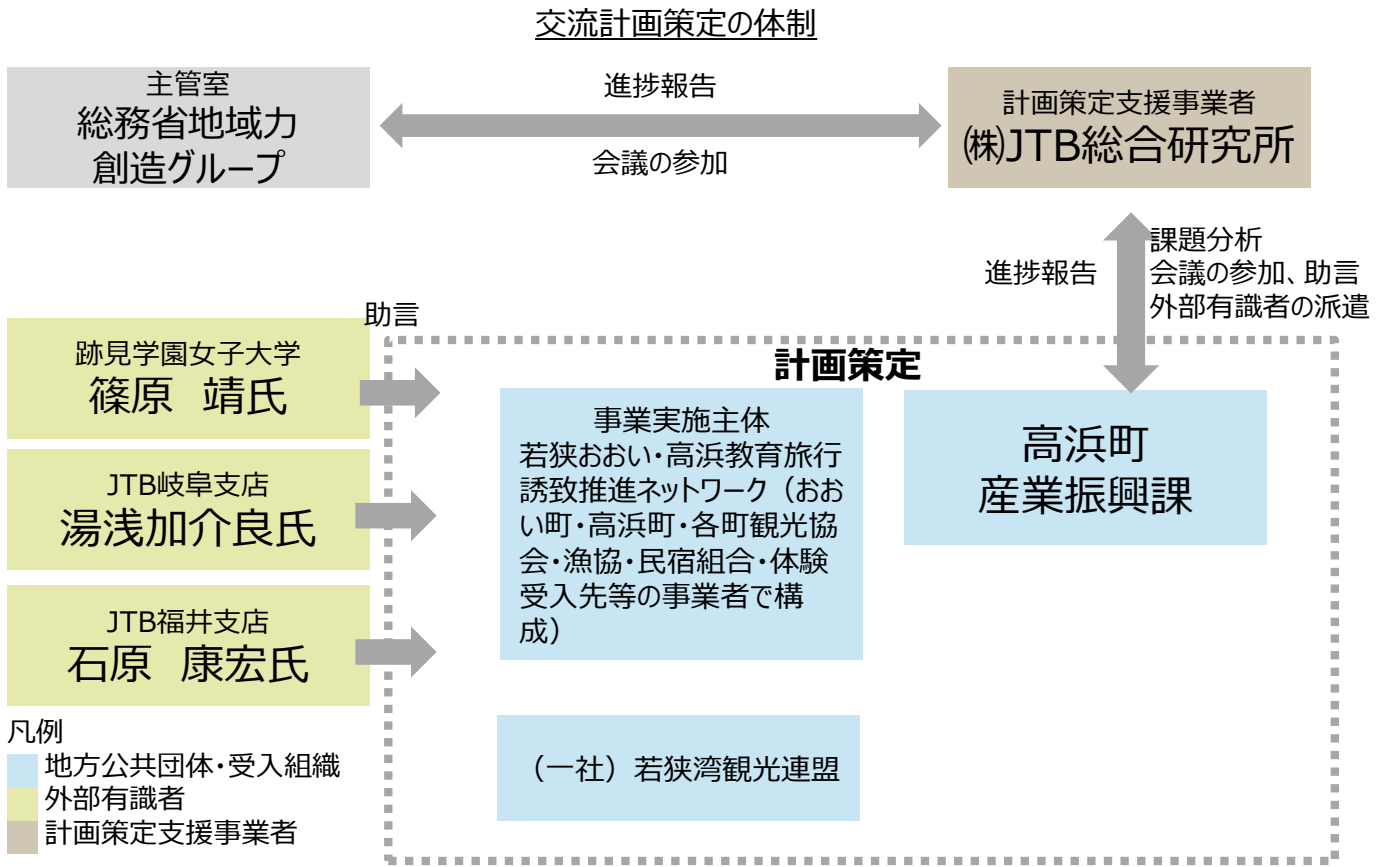 交流計画策定の体制
主管室
総務省地域力
創造グループ
進捗報告
会議の参加
計画策定支援事業者
㈱JTB総合研究所
進捗報告
課題分析
会議の参加、助言
外部有識者の派遣
助言
跡見学園女子大学
篠原　靖氏
JTB岐阜支店
湯浅加介良氏
JTB福井支店
石原　康宏氏
計画策定
事業実施主体
若狭おおい・高浜教育旅行
誘致推進ネットワーク（おお
い町・高浜町・各町観光協
会・漁協・民宿組合・体験
受入先等の事業者で構
成）
高浜町
産業振興課
（一社）若狭湾観光連盟
凡例
地方公共団体・受入組織
外部有識者
計画策定支援事業者